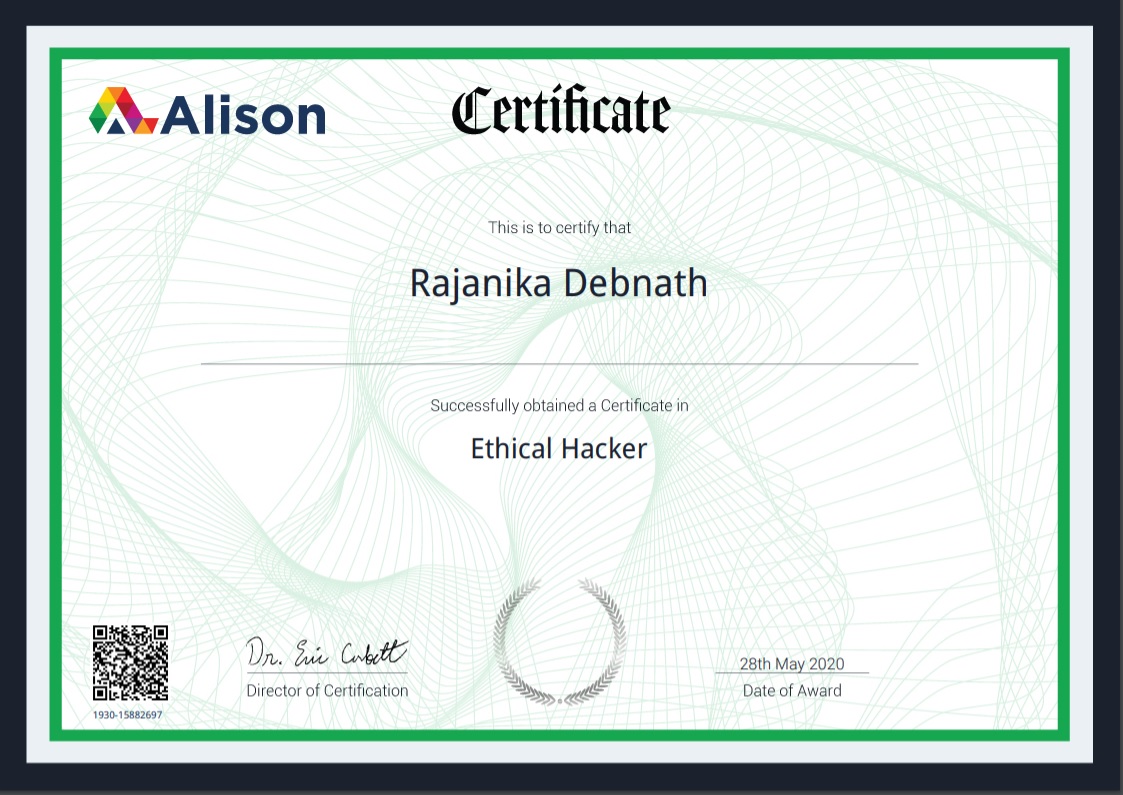 Alison
Certificate
This is to certify that
Rajanika Debnath
Successfully obtained a Certificate in
Ethical Hacker
Dr. Eric Corbett
Director of Certification
28th May 2020
Date of Award
1930-15882697